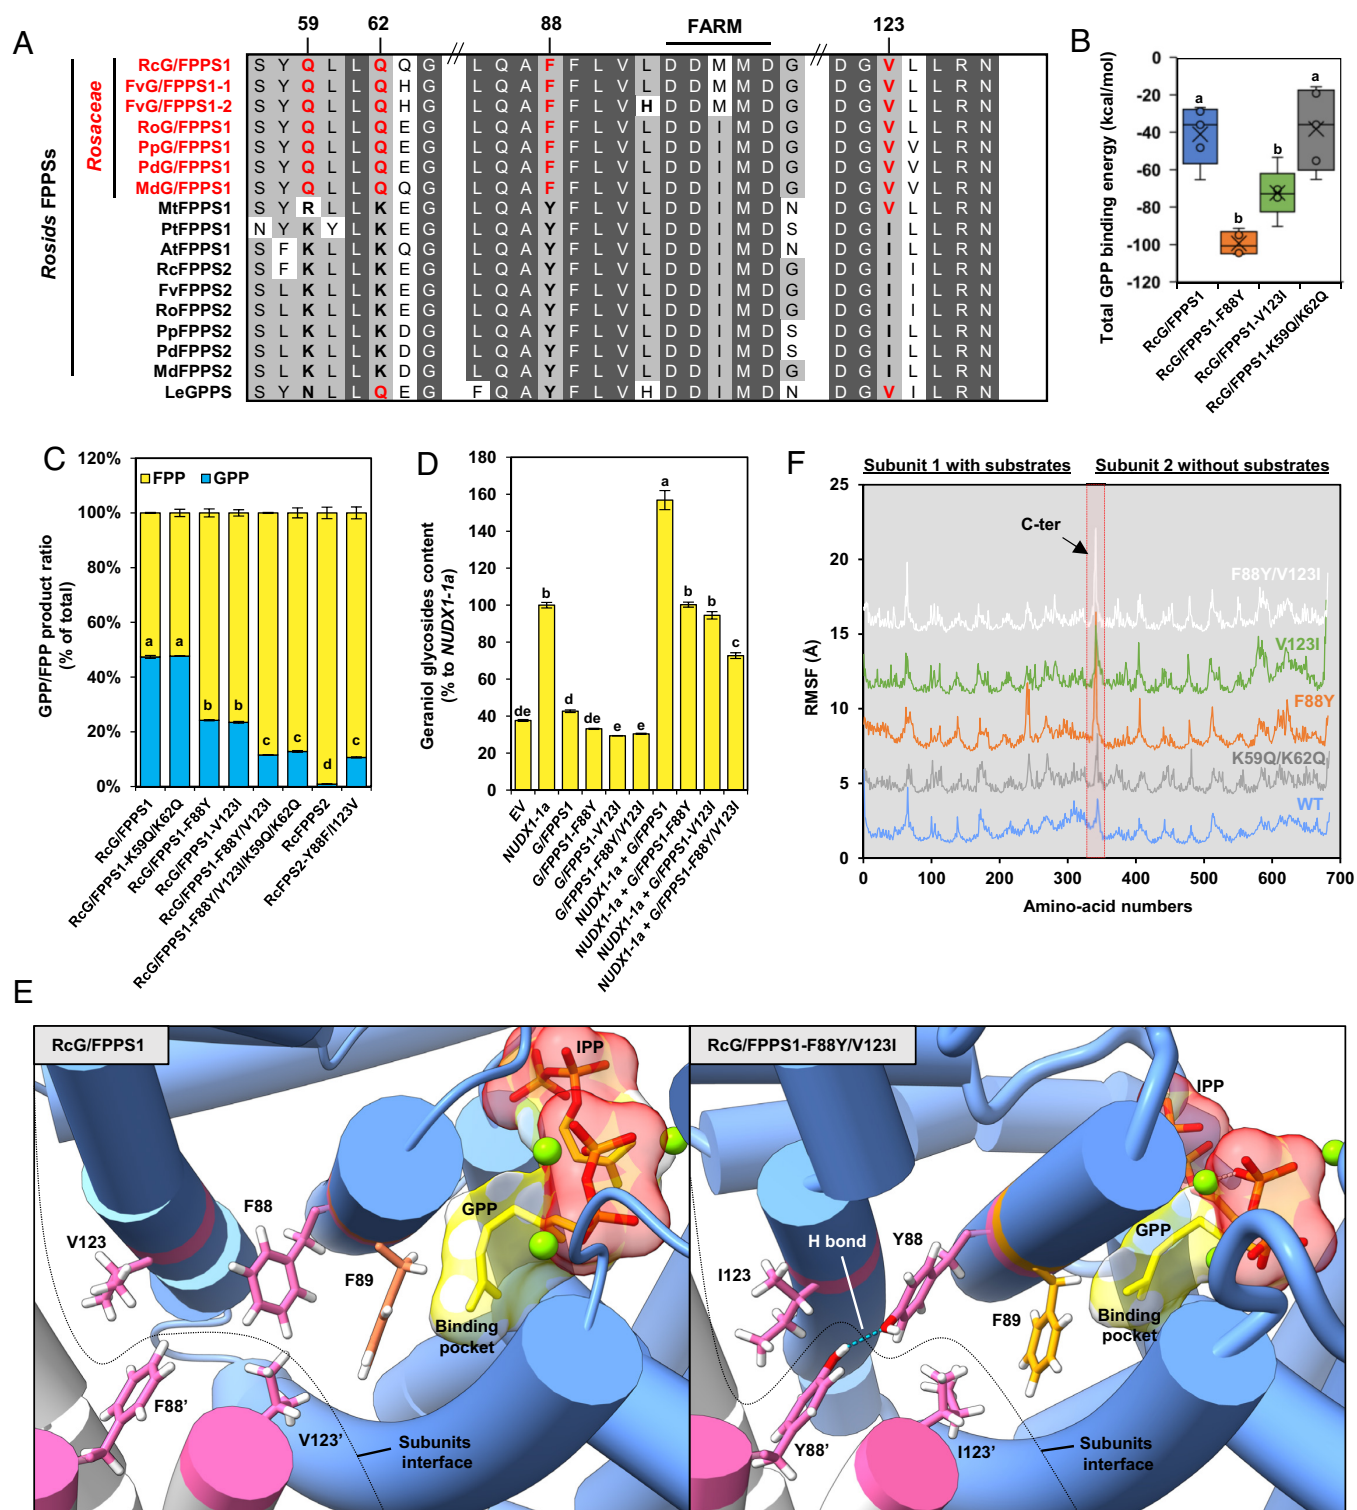 A
59 62 88 FARM 123
Rosids FPPSs
Rosaceae
RcG/FPPS1 S Y Q L L Q Q G // L Q A F F L V L D D M M D G // D G V L L R N
FvG/FPPS1-1 S Y Q L L Q H G L Q A F F L V L D D M M D G D G V L L R N
FvG/FPPS1-2 S Y Q L L Q H G L Q A F F L V H D D M M D G D G V L L R N
RoG/FPPS1 S Y Q L L Q E G L Q A F F L V L D D I M D G D G V L L R N
PpG/FPPS1 S Y Q L L Q E G L Q A F F L V L D D I M D G D G V V L R N
PdG/FPPS1 S Y Q L L Q E G L Q A F F L V L D D I M D G D G V V L R N
MdG/FPPS1 S Y Q L L Q Q G L Q A F F L V L D D I M D G D G V V L R N
MtFPPS1 S Y R L L K E G L Q A Y F L V L D D I M D N D G V L L R N
PtFPPS1 N Y K Y L K E G L Q A Y F L V L D D I M D S D G I I L R N
AtFPPS1 S F K L L K Q G L Q A Y F L V L D D I M D N D G I L L R N
RcFPPS2 S F K L L K E G L Q A Y F L V L D D I M D G D G I I L R N
FvFPPS2 S L K L L K E G L Q A Y F L V L D D I M D G D G I I L R N
RoFPPS2 S L K L L K E G L Q A Y F L V L D D I M D G D G I I L R N
PpFPPS2 S L K L L K D G L Q A Y F L V L D D I M D S D G I L L R N
PdFPPS2 S L K L L K D G L Q A Y F L V L D D I M D S D G I L L R N
MdFPPS2 S L K L L K D G L Q A Y F L V L D D I M D G D G I L L R N
LeGPPS S Y N L L Q E G F Q A Y F L V H D D I M D N D G V I L R N
B
Total GPP binding energy (kcal/mol)
0
-20
-40
-60
-80
-100
-120
a b b a
RcG/FPPS1
RcG/FPPS1-F88Y
RcG/FPPS1-V123I
RcG/FPPS1-K59Q/K62Q
C
GPP/FPP product ratio
(% of total)
120%
100%
80%
60%
40%
20%
0%
FPP GPP
a a b b c c d c
RcG/FPPS1
RcG/FPPS1-K59Q/K62Q
RcG/FPPS1-F88Y
RcG/FPPS1-V123I
RcG/FPPS1-F88Y/V123I
RcG/FPPS1-F88Y/V123I/K59Q/K62Q
RcFPPS2
RcFPS2-Y88F/I123V
D
Geraniol glycosides content
(% to NUDX1-1a)
180
160
140
120
100
80
60
40
20
0
de b d de e e a b b c
EV
NUDX1-1a
G/FPPS1
G/FPPS1-F88Y
G/FPPS1-V123I
G/FPPS1-F88Y/V123I
NUDX1-1a + G/FPPS1
NUDX1-1a + G/FPPS1-F88Y
NUDX1-1a + G/FPPS1-V123I
NUDX1-1a + G/FPPS1-F88Y/V123I
F
Subunit 1 with substrates Subunit 2 without substrates
RMSF (Å)
25
20
15
10
5
0
C-ter
F88Y/V123I
V123I
F88Y
K59Q/K62Q
WT
0 100 200 300 400 500 600 700
Amino-acid numbers
E
RcG/FPPS1
IPP
GPP
F88
V123
F89
Binding
pocket
F88'
V123'
Subunits
interface
RcG/FPPS1-F88Y/V123I
IPP
GPP
H bond
Y88
I123
F89
Binding
pocket
Y88'
I123'
Subunits
interface